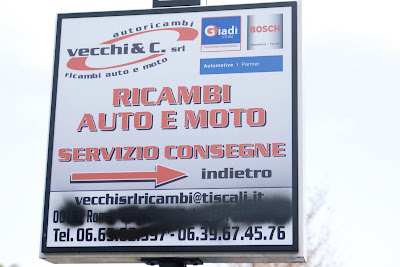 autoricambi
vecchi & C. srl
ricambi auto e moto
Giadi
BOSCH
Automotive | Partner
RICAMBI
AUTO E MOTO
SERVIZIO CONSEGNE
indietro
vecchisrlricambi@tiscali.it
Tel. - 06.39.67.45.76